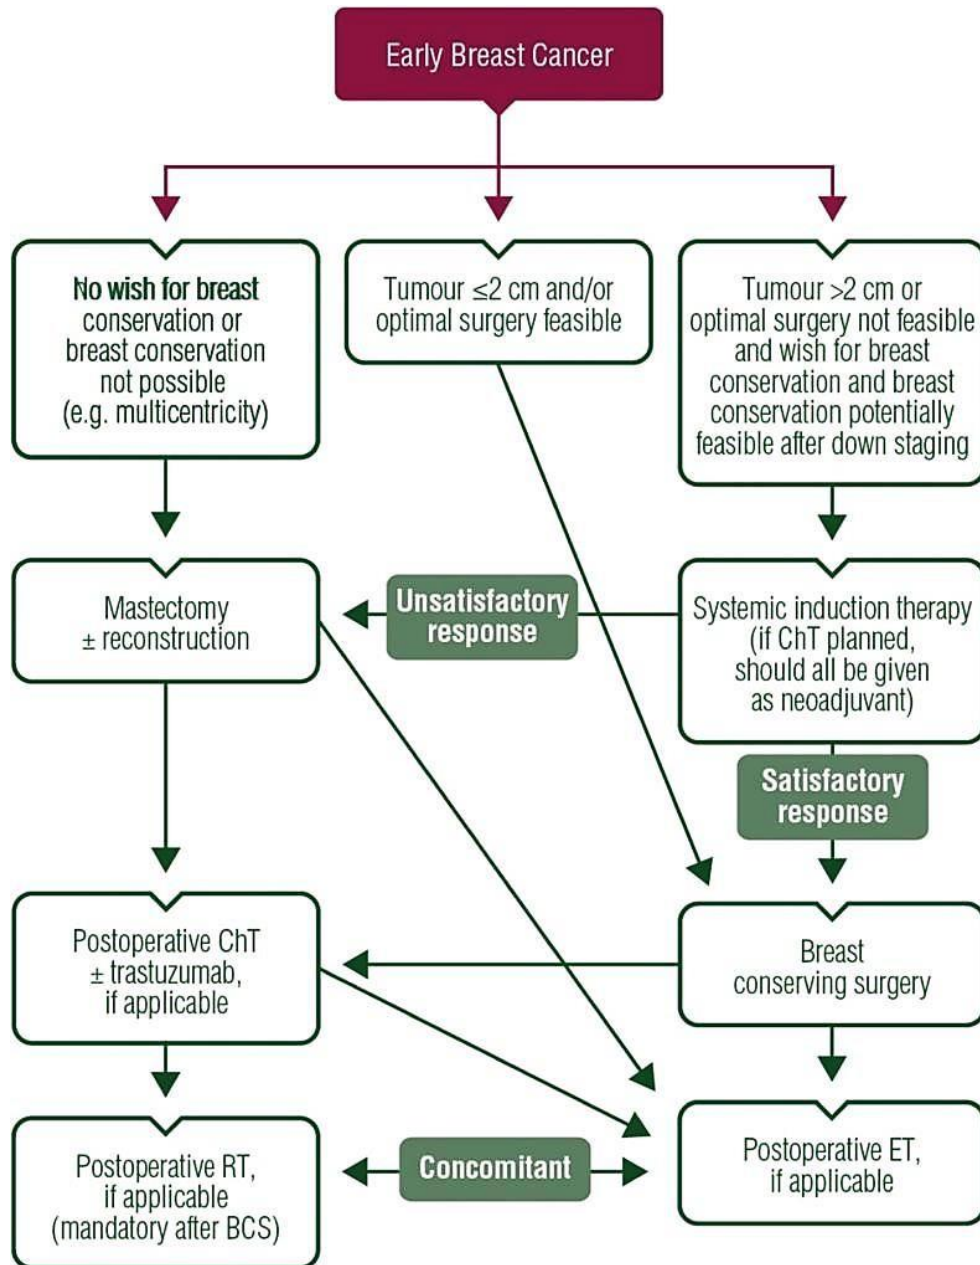 Early Breast Cancer
No wish for breast
conservation or
breast conservation
not possible
(e.g. multicentricity)
Tumour ≤2 cm and/or
optimal surgery feasible
Tumour >2 cm or
optimal surgery not feasible
and wish for breast
conservation and breast
conservation potentially
feasible after down staging
Mastectomy
± reconstruction
Unsatisfactory
response
Systemic induction therapy
(if ChT planned,
should all be given
as neoadjuvant)
Satisfactory
response
Postoperative ChT
± trastuzumab,
if applicable
Breast
conserving surgery
Postoperative RT,
if applicable
(mandatory after BCS)
Concomitant
Postoperative ET,
if applicable